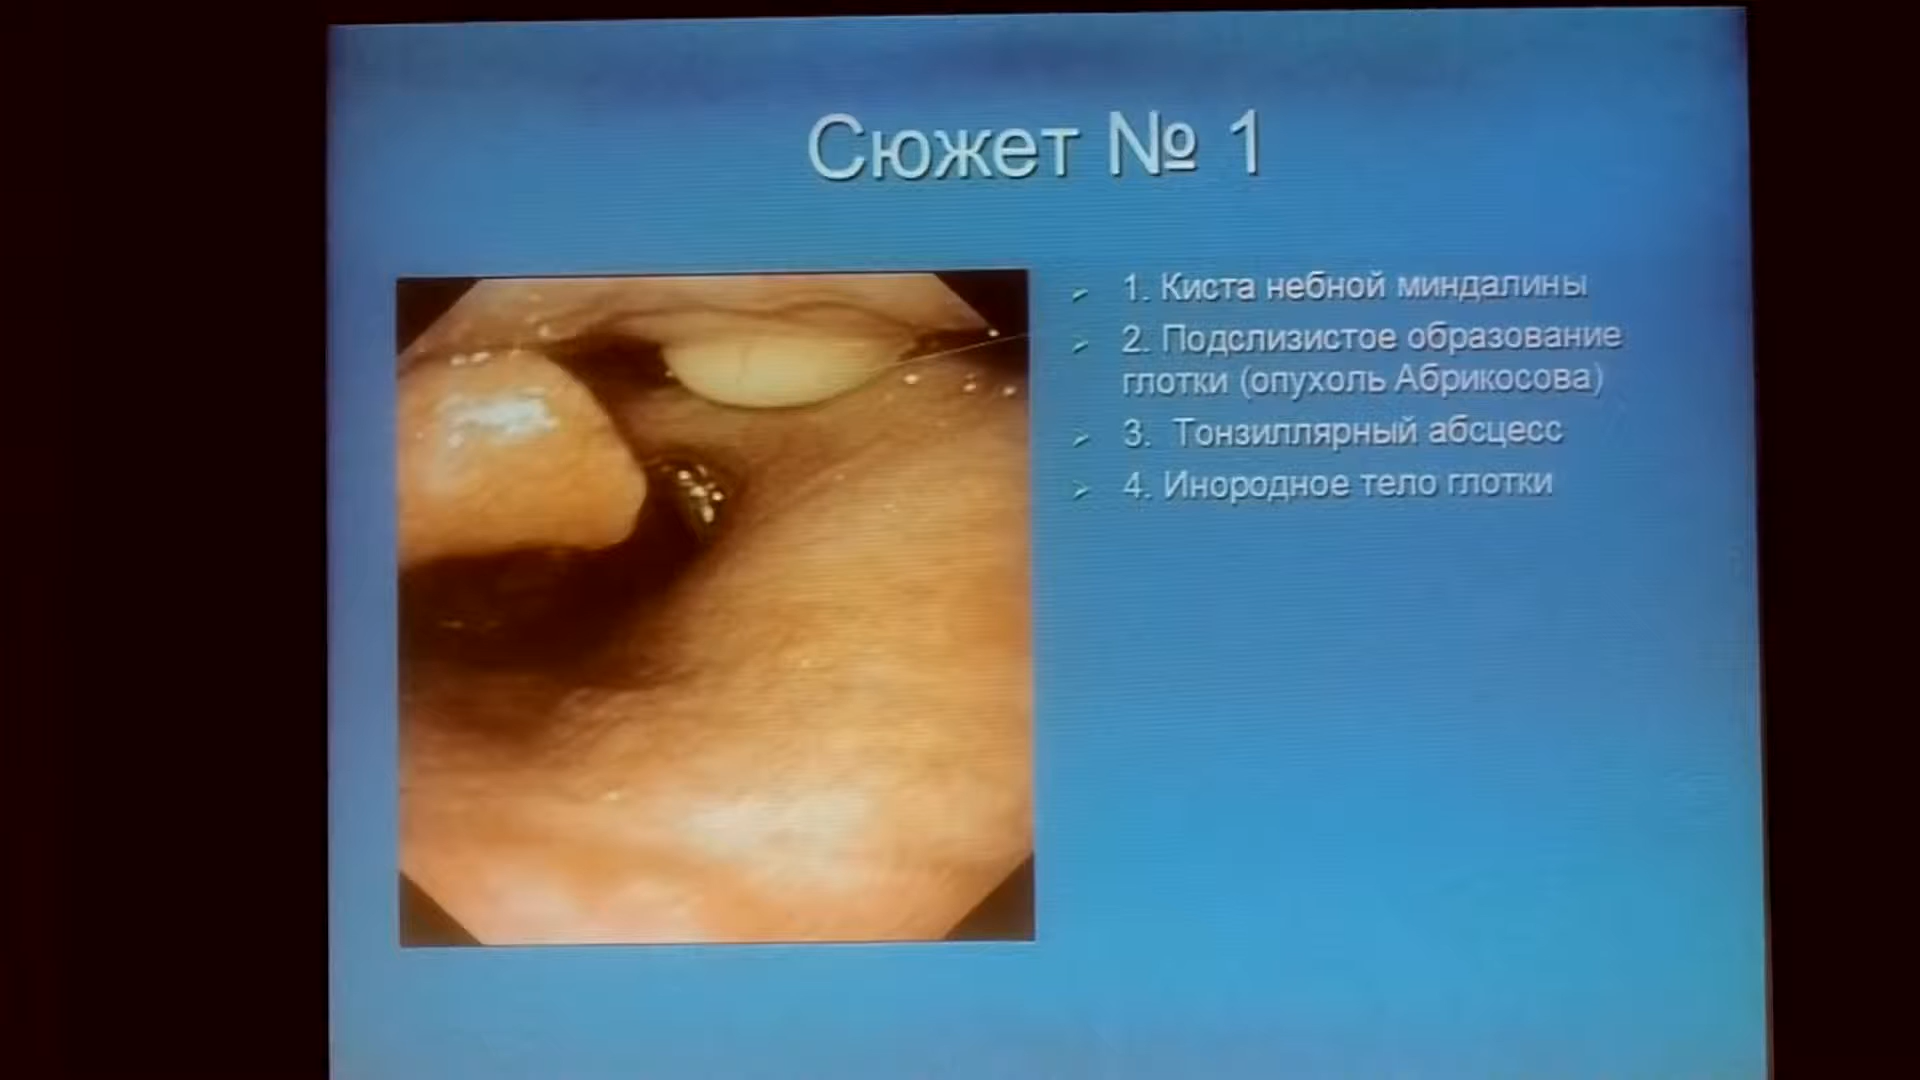 Сюжет № 1
1. Киста небной миндалины
2. Подслизистое образование
глотки (опухоль Абрикосова)
3. Тонзиллярный абсцесс
4. Инородное тело глотки